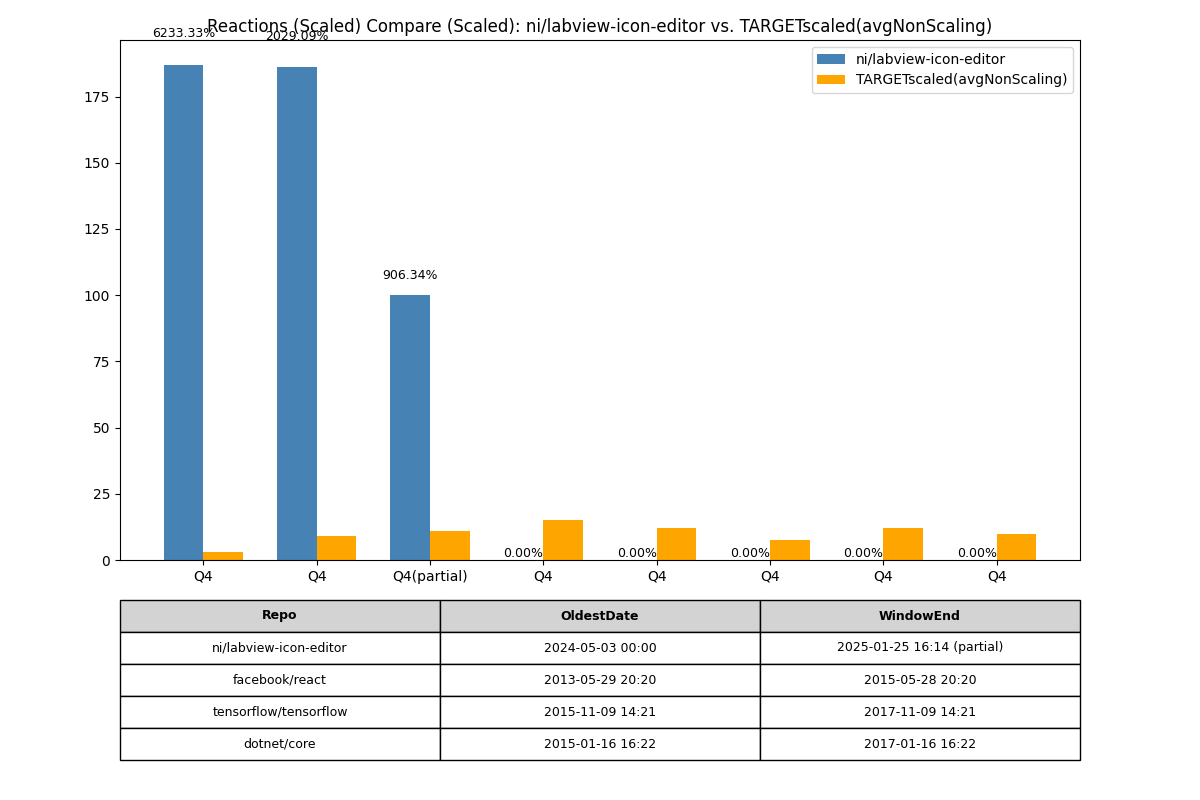 Reactions (Scaled) Compare (Scaled): ni/labview-icon-editor vs. TARGETscaled(avgNonScaling)
6233.33%
2029.09%
ni/labview-icon-editor
TARGETscaled(avgNonScaling)
175
150
125
100
75
50
25
0
906.34%
0.00%
0.00%
0.00%
0.00%
0.00%
Q4
Q4
Q4(partial)
Q4
Q4
Q4
Q4
Q4
Repo OldestDate WindowEnd
ni/labview-icon-editor 2024-05-03 00:00 2025-01-25 16:14 (partial)
facebook/react 2013-05-29 20:20 2015-05-28 20:20
tensorflow/tensorflow 2015-11-09 14:21 2017-11-09 14:21
dotnet/core 2015-01-16 16:22 2017-01-16 16:22